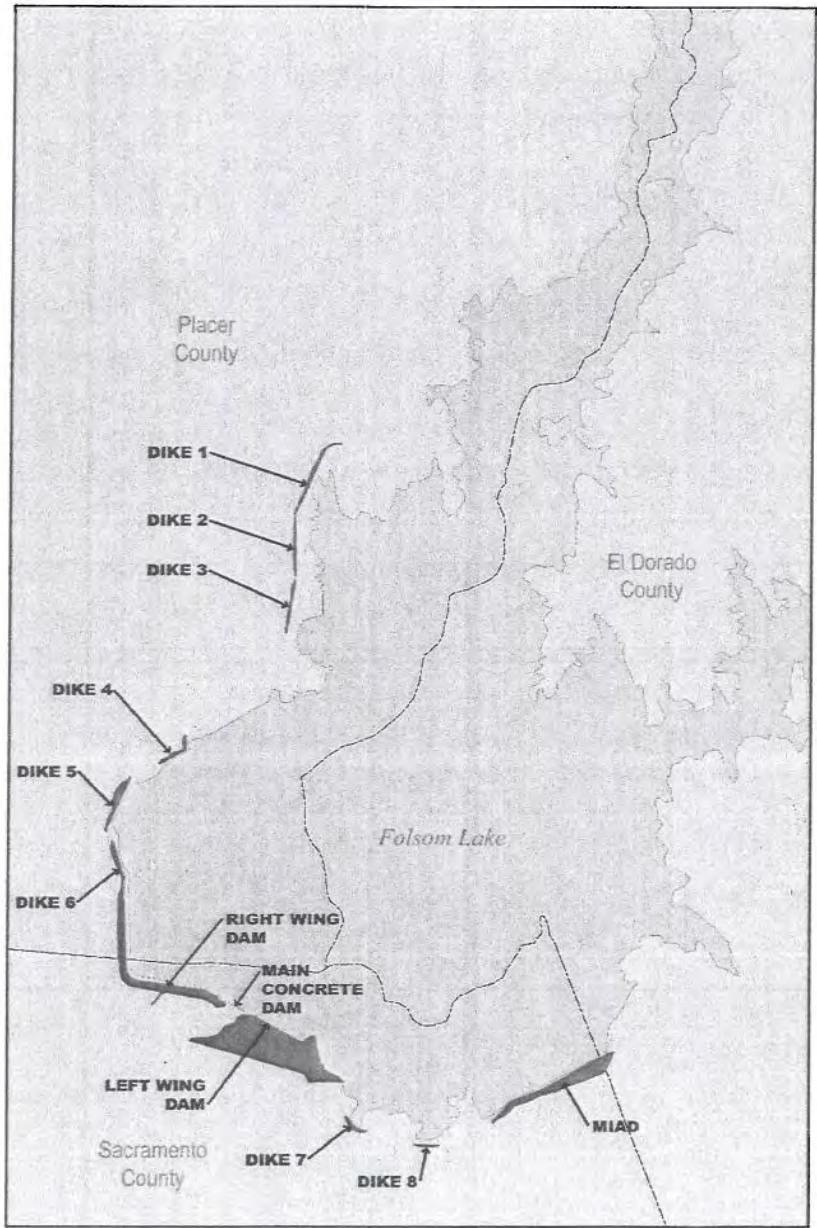 Placer
County
DIKE 1
DIKE 2
DIKE 3
El Dorado
County
DIKE 4
DIKE 5
Folsom Lake
DIKE 6
RIGHT WING
DAM
MAIN
CONCRETE
DAM
LEFT WING
DAM
MIAD
Sacramento
County
DIKE 7
DIKE 8